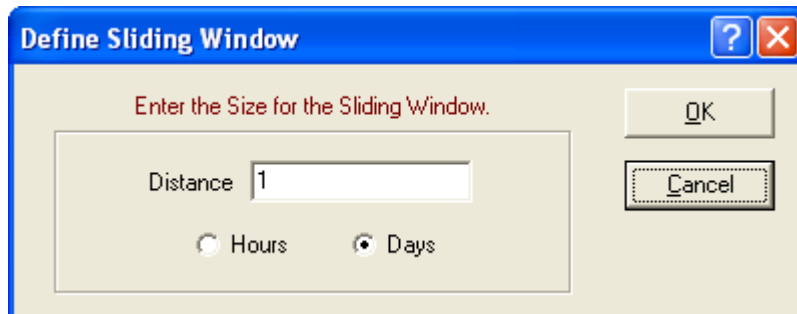 Define Sliding Window
?
Enter the Size for the Sliding Window.
OK
Distance 1
Cancel
Hours Days